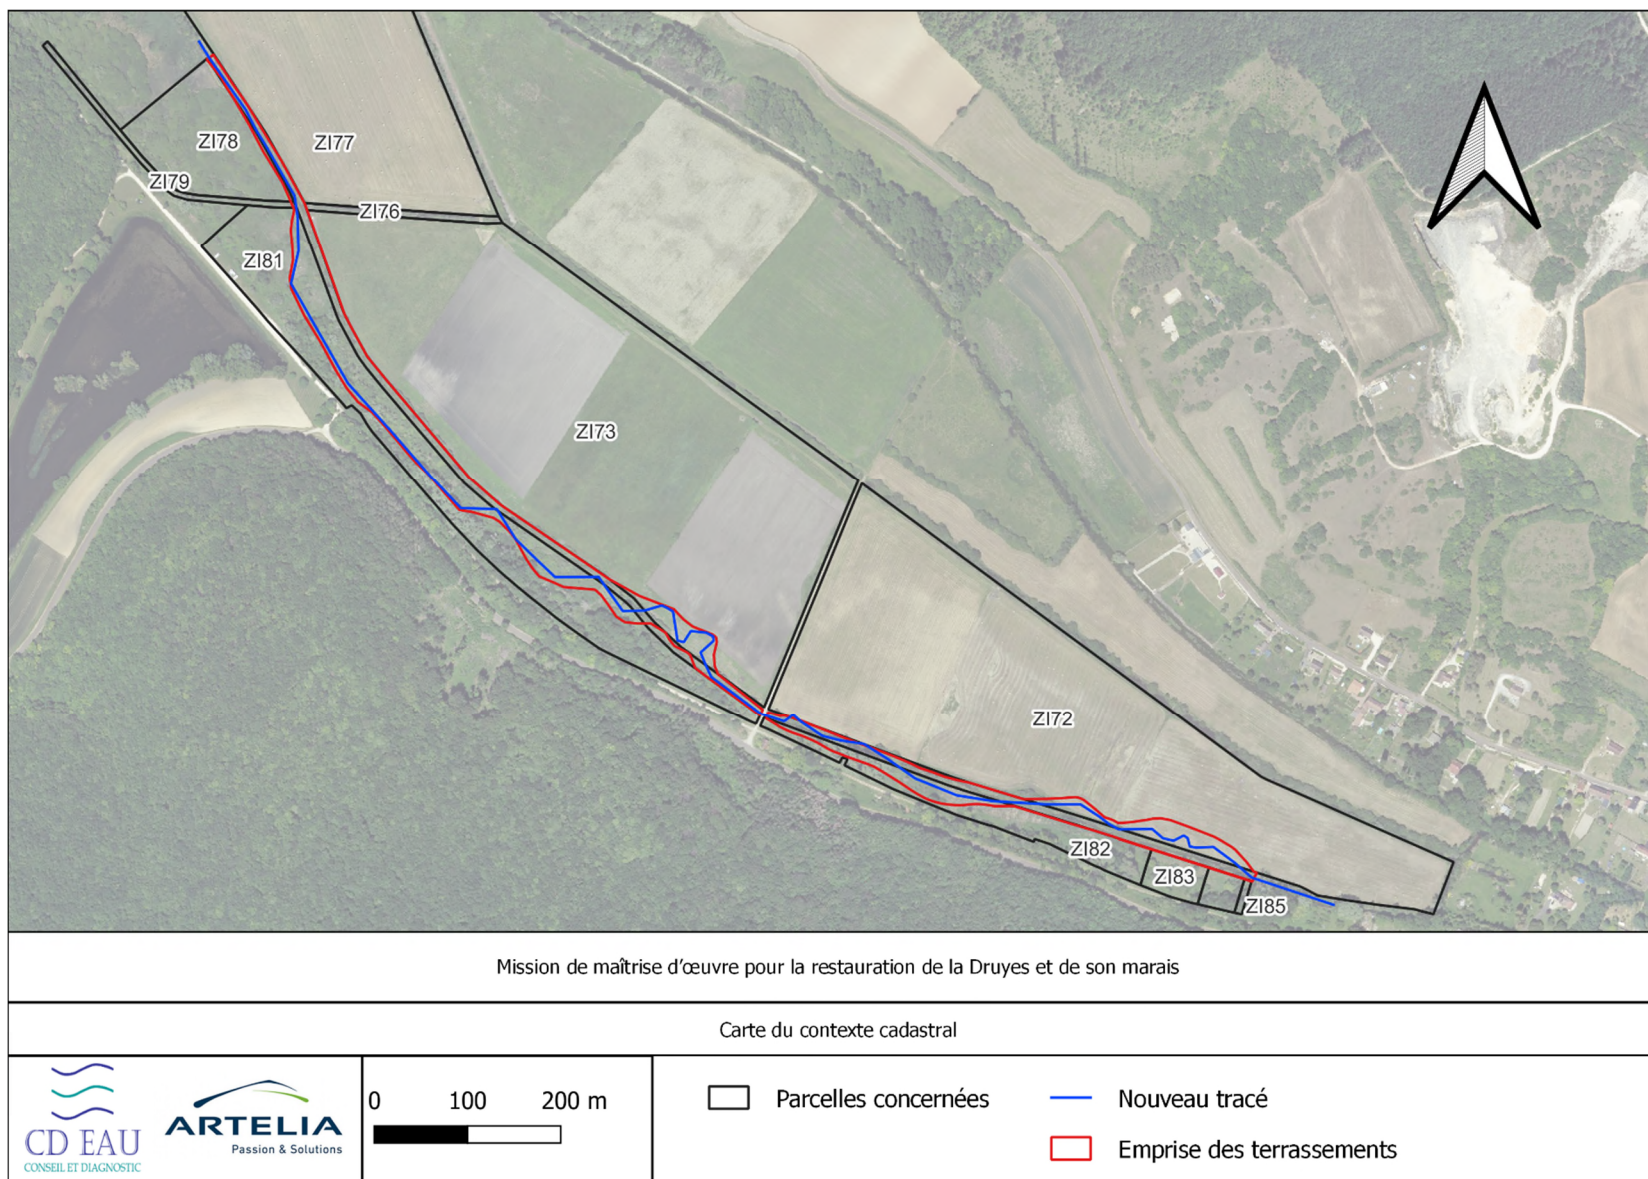 ZI78
ZI77
ZI79
ZI76
ZI81
ZI73
ZI72
ZI82
ZI83
ZI85
Mission de maîtrise d'œuvre pour la restauration de la Druyes et de son marais
Carte du contexte cadastral
CD EAU
CONSEIL ET DIAGNOSTIC
ARTELIA
Passion & Solutions
0 100 200 m
Parcelles concernées
Nouveau tracé
Emprise des terrassements